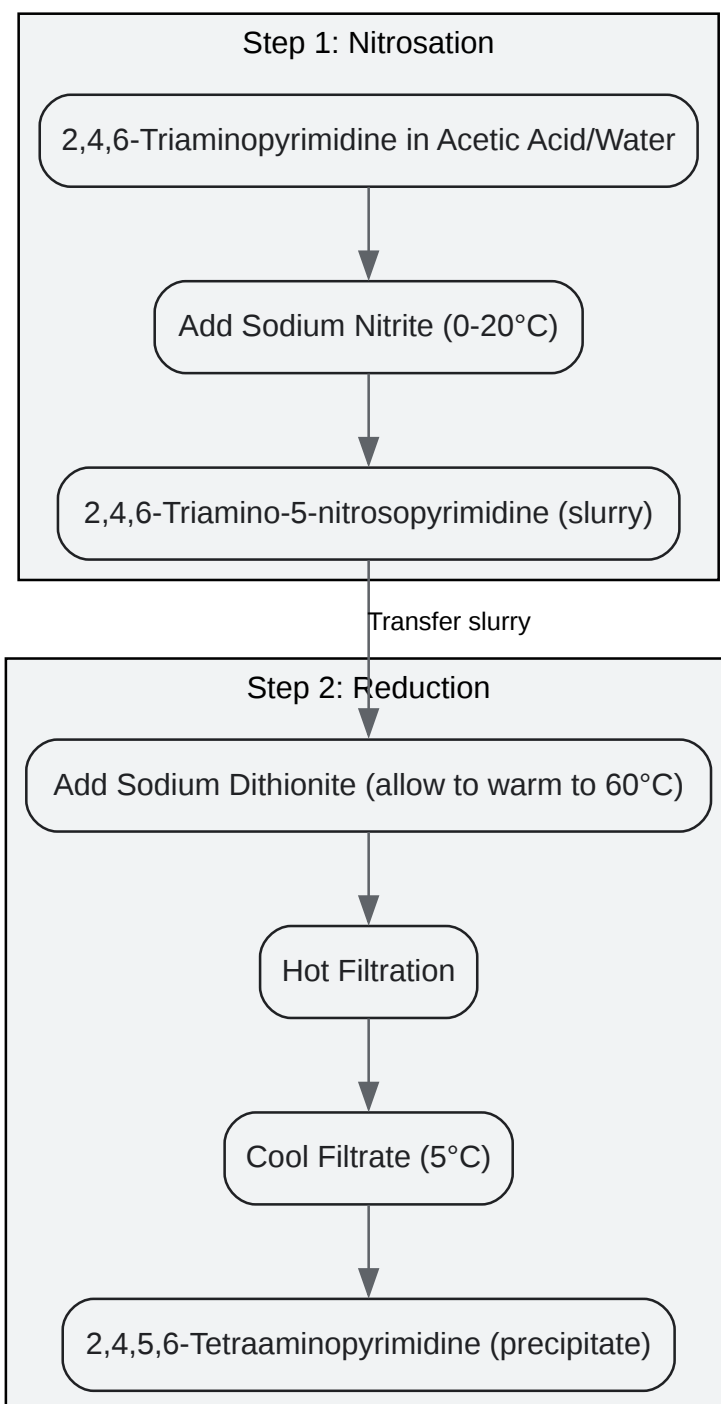 Step 1: Nitrosation
2,4,6-Triaminopyrimidine in Acetic Acid/Water
Add Sodium Nitrite (0-20°C)
2,4,6-Triamino-5-nitrosopyrimidine (slurry)
Transfer slurry
Step 2: Reduction
Add Sodium Dithionite (allow to warm to 60°C)
Hot Filtration
Cool Filtrate (5°C)
2,4,5,6-Tetraaminopyrimidine (precipitate)